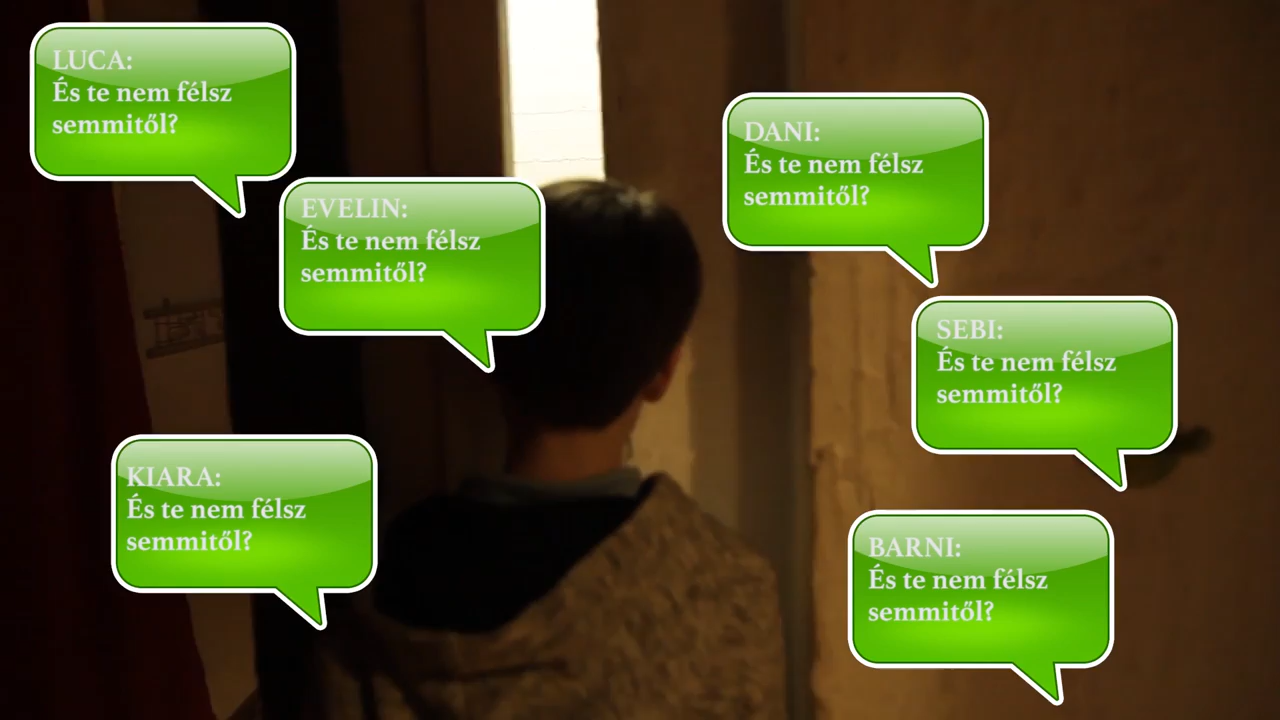 LUCA:
És te nem félsz
semmitől?
EVELIN:
És te nem félsz
semmitől?
DANI:
És te nem félsz
semmitől?
SEBI:
És te nem félsz
semmitől?
KIARA:
És te nem félsz
semmitől?
BARNI:
És te nem félsz
semmitől?